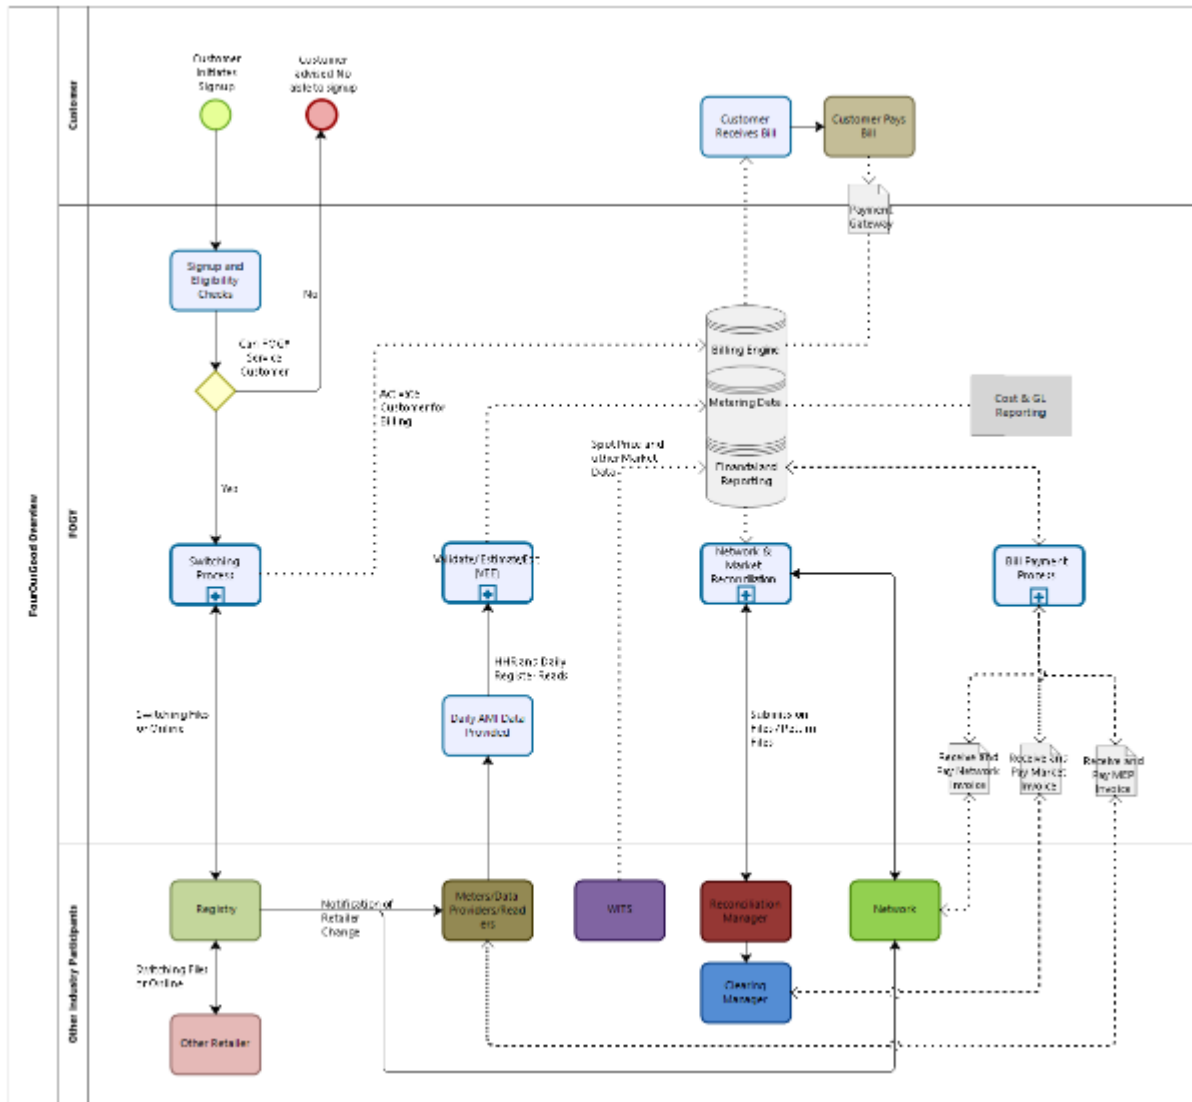 FourOurGood Overview
Customer
FOGY
Other Industry Participants
Customer
Initiates
Signup
Customer
advised No
able to signup
Customer
Receives Bill
Customer Pays
Bill
Payment
Gateway
Signup and
Eligibility
Checks
No
Can FOGY
Service
Customer
Yes
Activate
Customer for
Billing
Billing Engine
Metering Data
Financial and
Reporting
Cost & GL
Reporting
Spot Price and
other Market
Data
Switching
Process
Validate/Estimate/Edit
(VEE)
Network &
Market
Reconciliation
Bill Payment
Process
HHR and Daily
Register Reads
Daily AMI Data
Provided
Switching Files
or Online
Submission
Files / Return
Files
Receive and
Pay Network
Invoice
Receive and
Pay Market
Invoice
Receive and
Pay MEP
Invoice
Registry
Notification of
Retailer
Change
Meters/Data
Providers/Read
ers
WITS
Reconciliation
Manager
Network
Clearing
Manager
Switching Files
or Online
Other Retailer